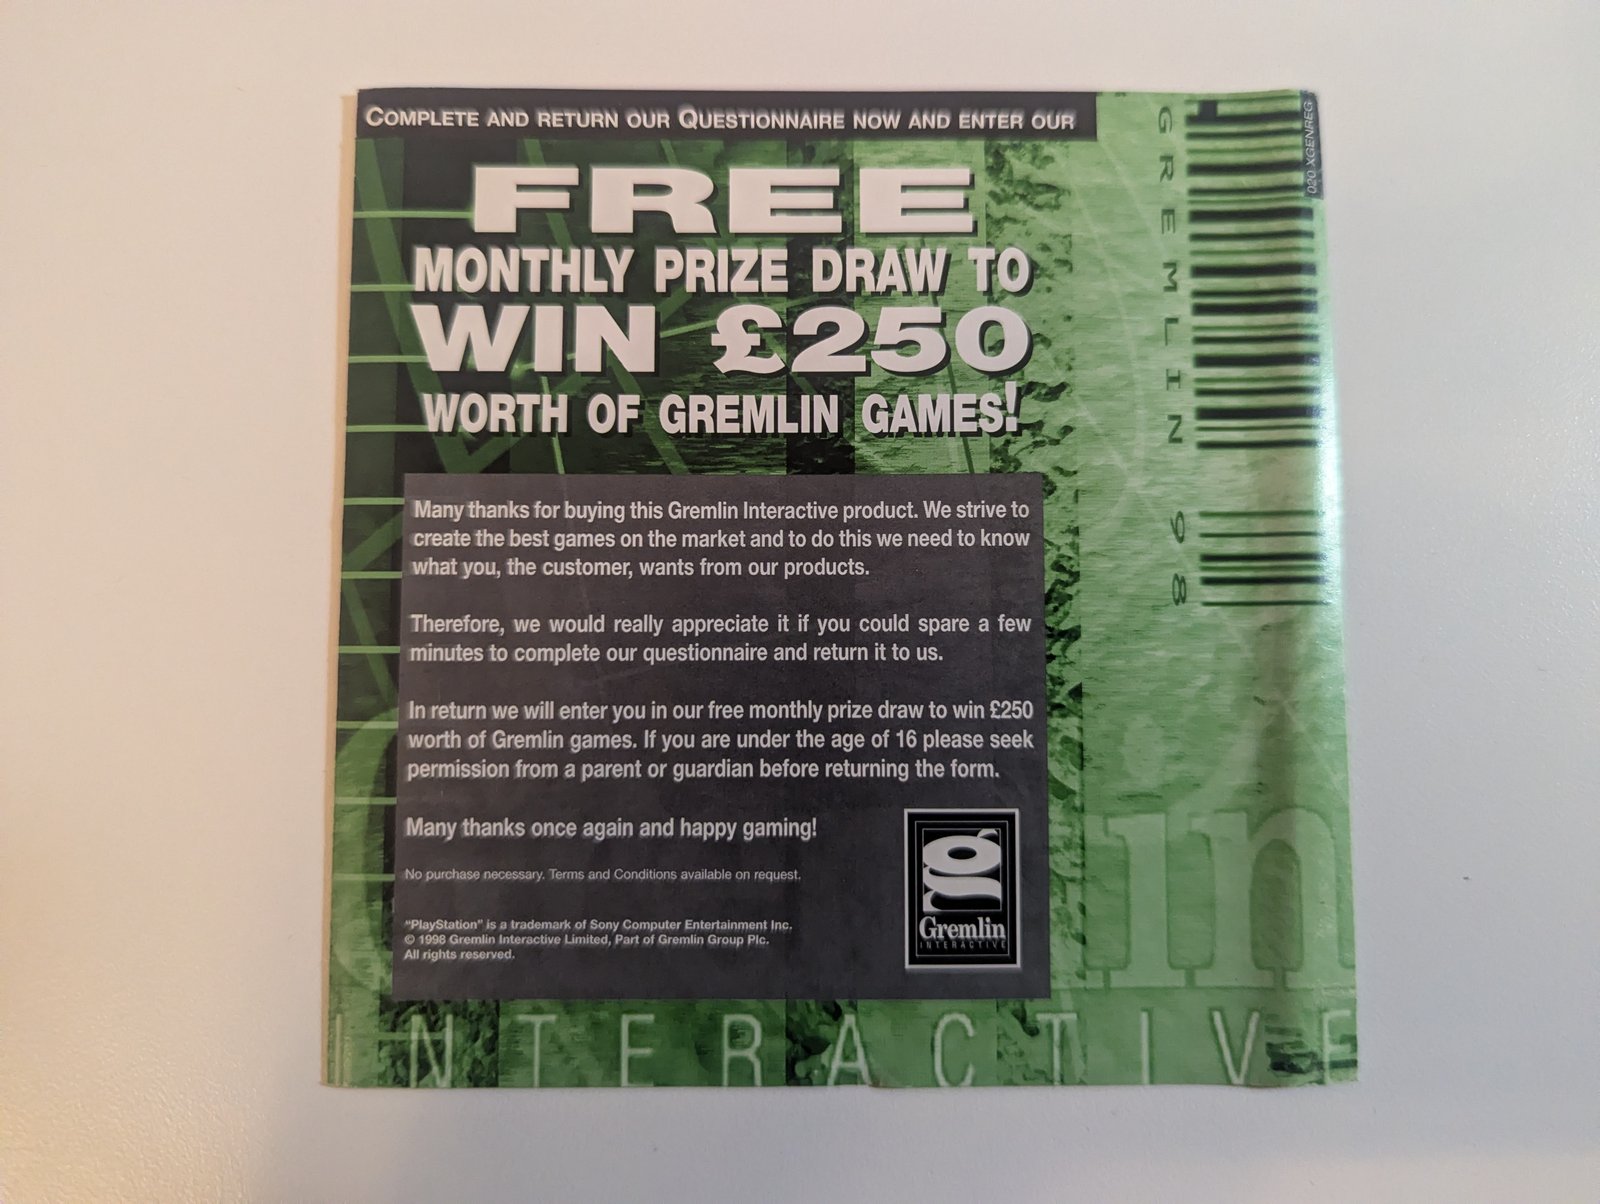 COMPLETE AND RETURN OUR QUESTIONNAIRE NOW AND ENTER OUR
FREE
MONTHLY PRIZE DRAW TO
WIN £250
WORTH OF GREMLIN GAMES!
Many thanks for buying this Gremlin Interactive product. We strive to
create the best games on the market and to do this we need to know
what you, the customer, wants from our products.
Therefore, we would really appreciate it if you could spare a few
minutes to complete our questionnaire and return it to us.
In return we will enter you in our free monthly prize draw to win £250
worth of Gremlin games. If you are under the age of 16 please seek
permission from a parent or guardian before returning the form.
Many thanks once again and happy gaming!
No purchase necessary. Terms and Conditions available on request.
"PlayStation" is a trademark of Sony Computer Entertainment Inc.
© 1998 Gremlin Interactive Limited, Part of Gremlin Group Plc.
All rights reserved.
g
Gremlin
INTERACTIVE
GREMLIN 98
020 XGENREG
in
INTERACTIVE